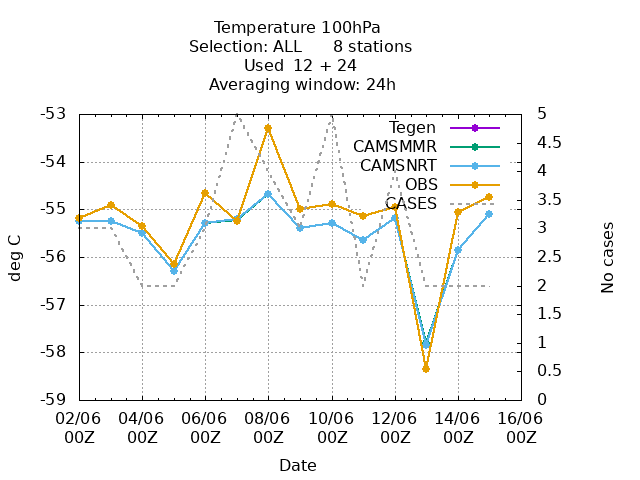 Temperature 100hPa
Selection: ALL 8 stations
Used 12 + 24
Averaging window: 24h
-53
-54
-55
-56
-57
-58
-59
deg C
5
4.5
4
3.5
3
2.5
2
1.5
1
0.5
0
No cases
Tegen
CAMSMMR
CAMSNRT
OBS
CASES
02/06 04/06 06/06 08/06 10/06 12/06 14/06 16/06
00Z 00Z 00Z 00Z 00Z 00Z 00Z 00Z
Date